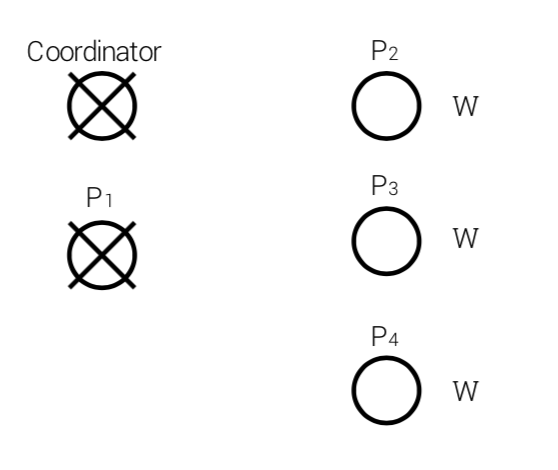 Coordinator
P₂
W
P₁
P₃
W
P₄
W